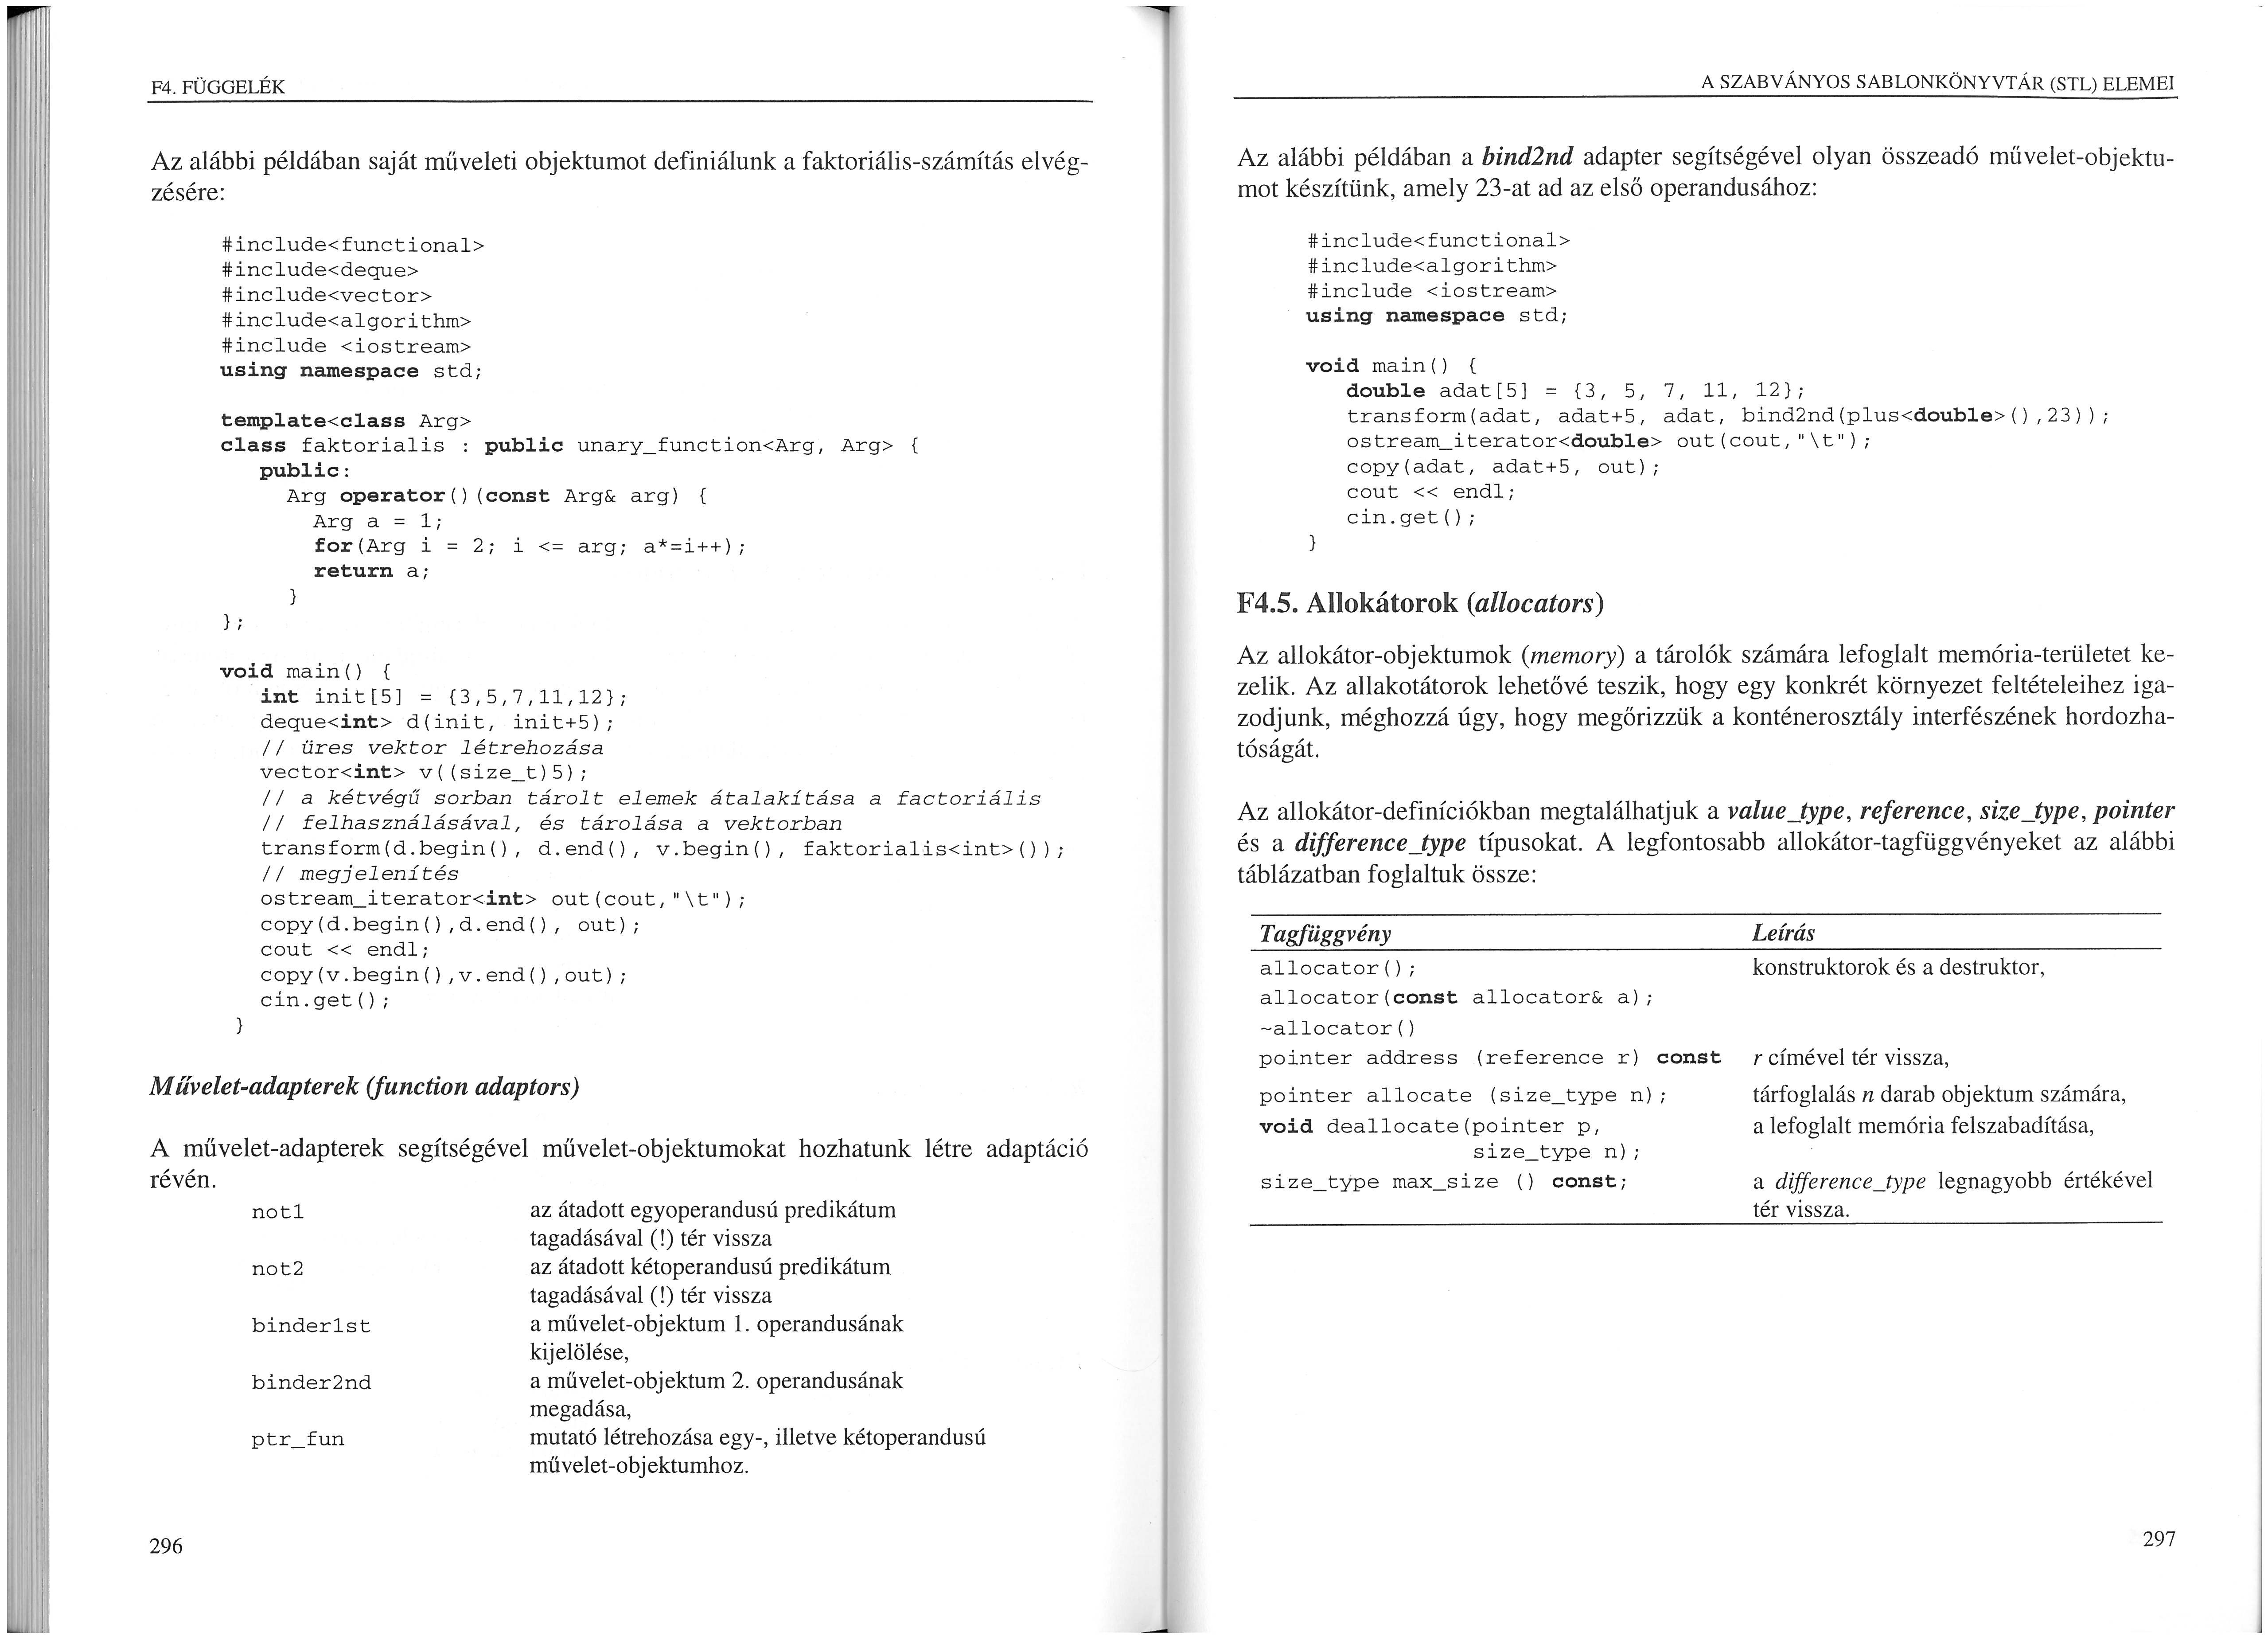 F4. FÜGGELÉK
Az alábbi példában saját műveleti objektumot definiálunk a faktoriális-számítás elvég-
zésére:
#include<functional>
#include<deque>
#include<vector>
#include<algorithm>
#include <iostream>
using namespace std;
template<class Arg>
class faktorialis : public unary_function<Arg, Arg> {
public:
Arg operator()(const Arg& arg) {
Arg a = 1;
for(Arg i = 2; i <= arg; a*=i++);
return a;
}
};
void main() {
int init[5] = {3,5,7,11,12};
deque<int> d(init, init+5);
// üres vektor létrehozása
vector<int> v((size_t)5);
// a kétvégű sorban tárolt elemek átalakítása a factoriális
// felhasználásával, és tárolása a vektorban
transform(d.begin(), d.end(), v.begin(), faktorialis<int>());
// megjelenítés
ostream_iterator<int> out(cout,"\t");
copy(d.begin(),d.end(), out);
cout << endl;
copy(v.begin(),v.end(),out);
cin.get();
}
Művelet-adapterek (function adaptors)
A művelet-adapterek segítségével művelet-objektumokat hozhatunk létre adaptáció
révén.
not1 az átadott egyoperandusú predikátum
tagadásával (!) tér vissza
not2 az átadott kétoperandusú predikátum
tagadásával (!) tér vissza
binder1st a művelet-objektum 1. operandusának
kijelölése,
binder2nd a művelet-objektum 2. operandusának
megadása,
ptr_fun mutató létrehozása egy-, illetve kétoperandusú
művelet-objektumhoz.
296
A SZABVÁNYOS SABLONKÖNYVTÁR (STL) ELEMEI
Az alábbi példában a bind2nd adapter segítségével olyan összeadó művelet-objektu-
mot készítünk, amely 23-at ad az első operandusához:
#include<functional>
#include<algorithm>
#include <iostream>
using namespace std;
void main() {
double adat[5] = {3, 5, 7, 11, 12};
transform(adat, adat+5, adat, bind2nd(plus<double>(),23));
ostream_iterator<double> out(cout,"\t");
copy(adat, adat+5, out);
cout << endl;
cin.get();
}
F4.5. Allokátorok (allocators)
Az allokátor-objektumok (memory) a tárolók számára lefoglalt memória-területet ke-
zelik. Az allakotátorok lehetővé teszik, hogy egy konkrét környezet feltételeihez iga-
zodjunk, méghozzá úgy, hogy megőrizzük a konténerosztály interfészének hordozha-
tóságát.
Az allokátor-definíciókban megtalálhatjuk a value_type, reference, size_type, pointer
és a difference_type típusokat. A legfontosabb allokátor-tagfüggvényeket az alábbi
táblázatban foglaltuk össze:
Tagfüggvény Leírás
allocator(); konstruktorok és a destruktor,
allocator(const allocator& a);
~allocator()
pointer address (reference r) const r címével tér vissza,
pointer allocate (size_type n); tárfoglalás n darab objektum számára,
void deallocate(pointer p, a lefoglalt memória felszabadítása,
size_type n);
size_type max_size () const; a difference_type legnagyobb értékével
tér vissza.
297